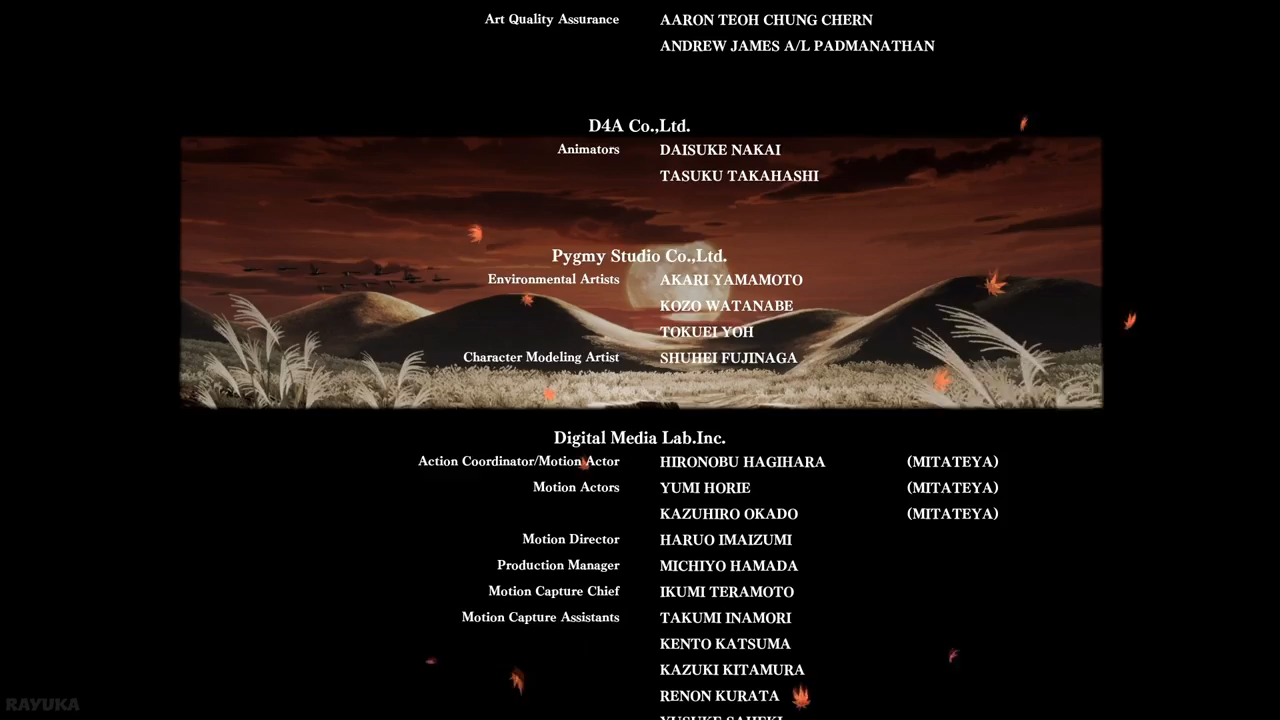 Art Quality Assurance AARON TEOH CHUNG CHERN
ANDREW JAMES A/L PADMANATHAN
D4A Co.,Ltd.
Animators DAISUKE NAKAI
TASUKU TAKAHASHI
Pygmy Studio Co.,Ltd.
Environmental Artists AKARI YAMAMOTO
KOZO WATANABE
TOKUEI YOH
Character Modeling Artist SHUHEI FUJINAGA
Digital Media Lab.Inc.
Action Coordinator/Motion Actor HIRONOBU HAGIHARA (MITATEYA)
Motion Actors YUMI HORIE (MITATEYA)
KAZUHIRO OKADO (MITATEYA)
Motion Director HARUO IMAIZUMI
Production Manager MICHIYO HAMADA
Motion Capture Chief IKUMI TERAMOTO
Motion Capture Assistants TAKUMI INAMORI
KENTO KATSUMA
KAZUKI KITAMURA
RENON KURATA
RAYUKA